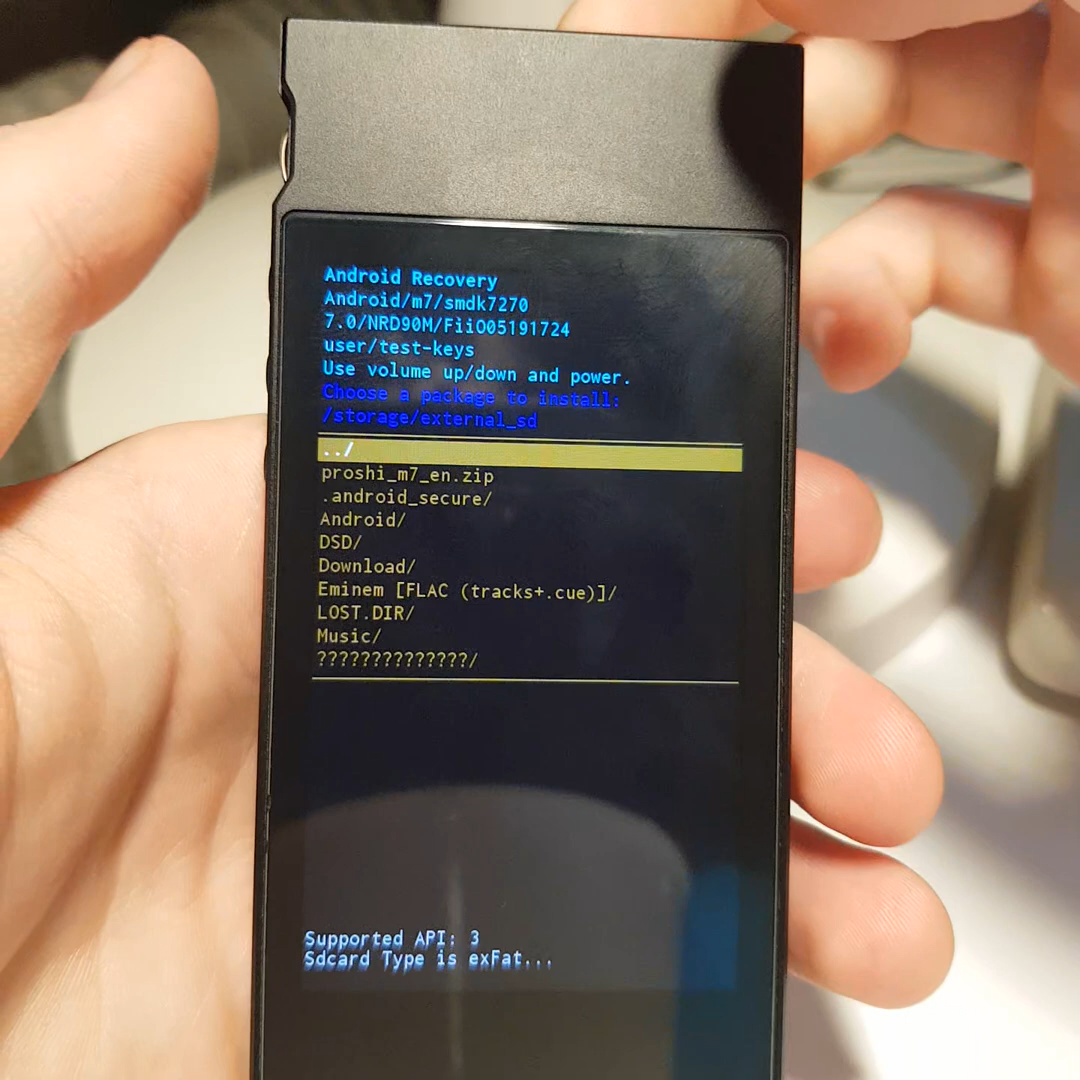 Android Recovery
Android/m7/smdk7270
7.0/NRD90M/FiiO05191724
user/test-keys
Use volume up/down and power.
Choose a package to install:
/storage/external_sd
../
proshi_m7_en.zip
.android_secure/
Android/
DSD/
Download/
Eminem [FLAC (tracks+.cue)]/
LOST.DIR/
Music/
??????????????/
Supported API: 3
Sdcard Type is exFat...